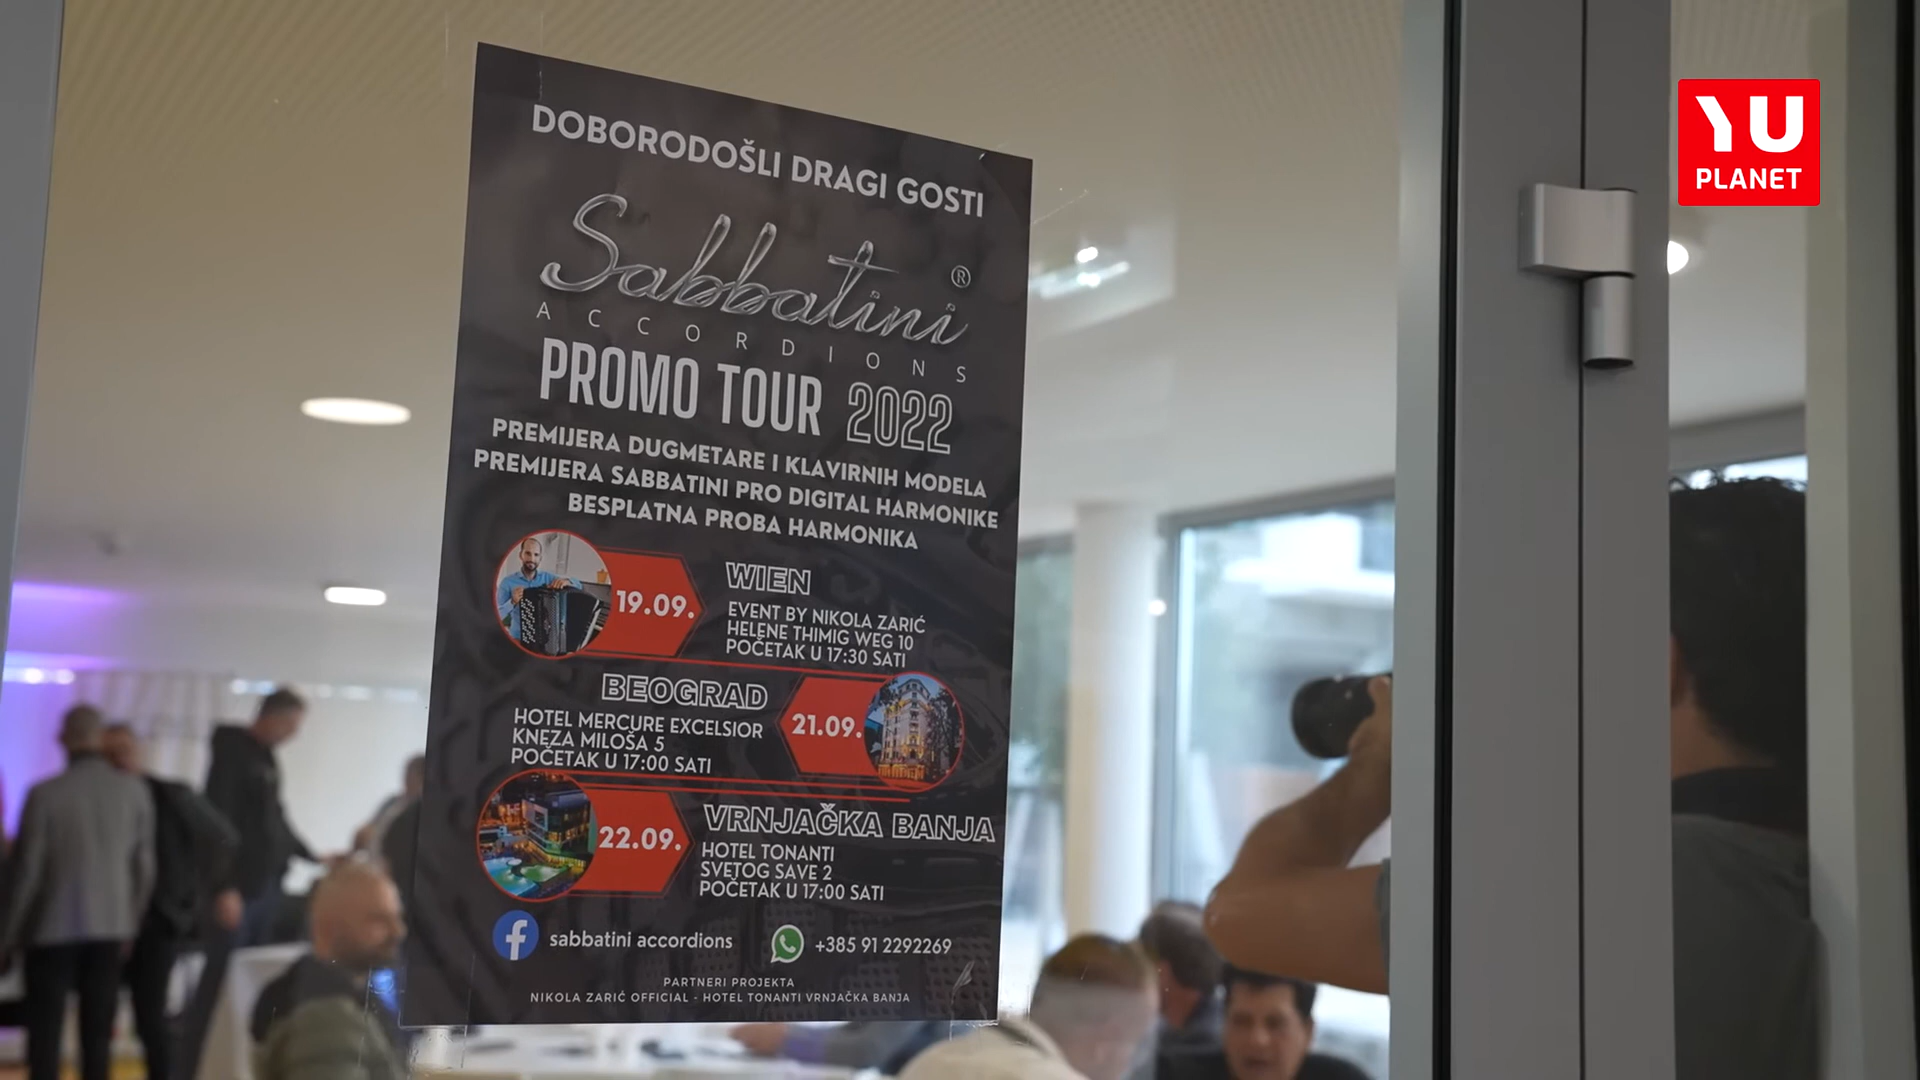 DOBORODOŠLI DRAGI GOSTI
Sabbatini®
ACCORDIONS
PROMO TOUR 2022
PREMIJERA DUGMETARE I KLAVIRNIH MODELA
PREMIJERA SABBATINI PRO DIGITAL HARMONIKE
BESPLATNA PROBA HARMONIKA
19.09.
WIEN
EVENT BY NIKOLA ZARIĆ
HELENE THIMIG WEG 10
POČETAK U 17:30 SATI
BEOGRAD
HOTEL MERCURE EXCELSIOR
KNEZA MILOŠA 5
POČETAK U 17:00 SATI
21.09.
22.09.
VRNJAČKA BANJA
HOTEL TONANTI
SVETOG SAVE 2
POČETAK U 17:00 SATI
sabbatini accordions
+385 91 2292269
PARTNERI PROJEKTA
NIKOLA ZARIĆ OFFICIAL - HOTEL TONANTI VRNJAČKA BANJA
YU
PLANET